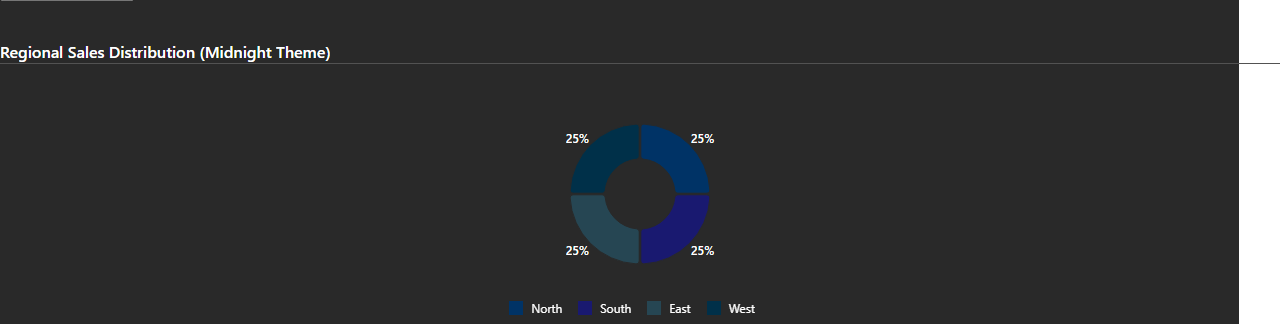 Regional Sales Distribution (Midnight Theme)
25% 25%
25% 25%
North South East West